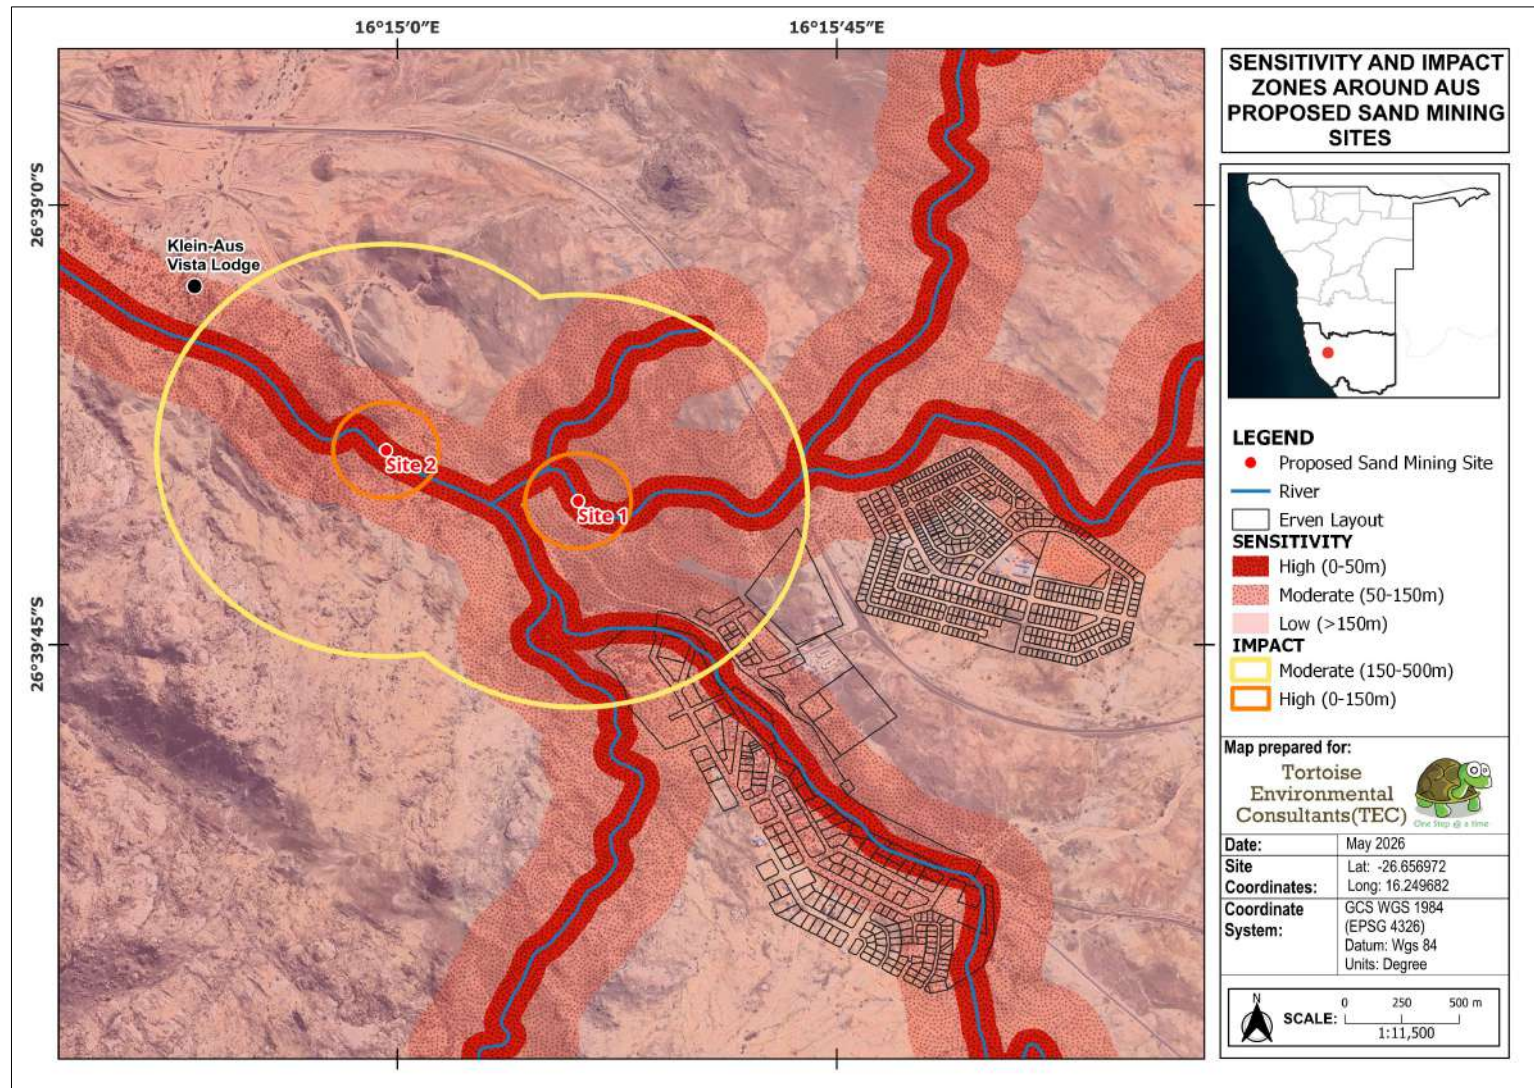 16°15′0″E
16°15′45″E
26°39′0″S
26°39′45″S
Klein-Aus
Vista Lodge
Site 2
Site 1
SENSITIVITY AND IMPACT
ZONES AROUND AUS
PROPOSED SAND MINING
SITES
LEGEND
Proposed Sand Mining Site
River
Erven Layout
SENSITIVITY
High (0-50m)
Moderate (50-150m)
Low (>150m)
IMPACT
Moderate (150-500m)
High (0-150m)
Map prepared for:
Tortoise
Environmental
Consultants(TEC)
One Step @ a time
Date: May 2026
Site Coordinates: Lat: -26.656972
Long: 16.249682
Coordinate System: GCS WGS 1984
(EPSG 4326)
Datum: Wgs 84
Units: Degree
N
SCALE:
0 250 500 m
1:11,500